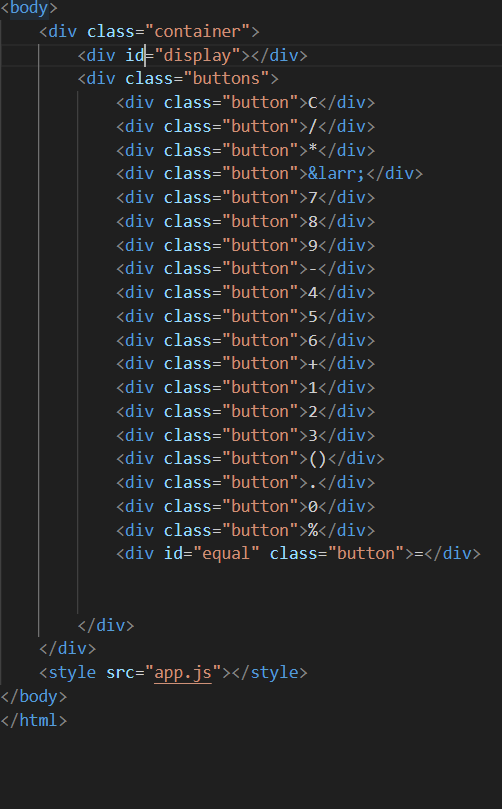 <body>
<div class="container">
<div id="display"></div>
<div class="buttons">
<div class="button">C</div>
<div class="button">/</div>
<div class="button">*</div>
<div class="button">&larr;</div>
<div class="button">7</div>
<div class="button">8</div>
<div class="button">9</div>
<div class="button">-</div>
<div class="button">4</div>
<div class="button">5</div>
<div class="button">6</div>
<div class="button">+</div>
<div class="button">1</div>
<div class="button">2</div>
<div class="button">3</div>
<div class="button">()</div>
<div class="button">.</div>
<div class="button">0</div>
<div class="button">%</div>
<div id="equal" class="button">=</div>
</div>
</div>
<style src="app.js"></style>
</body>
</html>